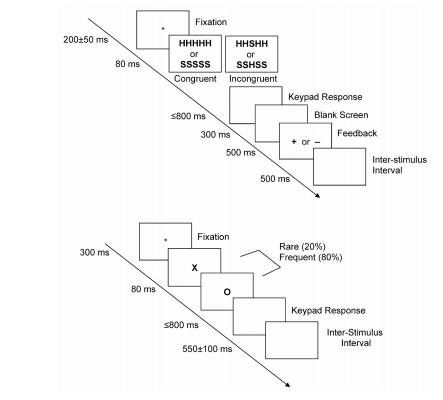 Fixation
*
200±50 ms
HHHHH
or
SSSSS
HHSHH
or
SSHSS
80 ms
Congruent
Incongruent
Keypad Response
≤800 ms
Blank Screen
300 ms
Feedback
+ or –
500 ms
Inter-stimulus
Interval
500 ms
Fixation
*
Rare (20%)
Frequent (80%)
300 ms
X
80 ms
O
Keypad Response
≤800 ms
Inter-Stimulus
Interval
550±100 ms